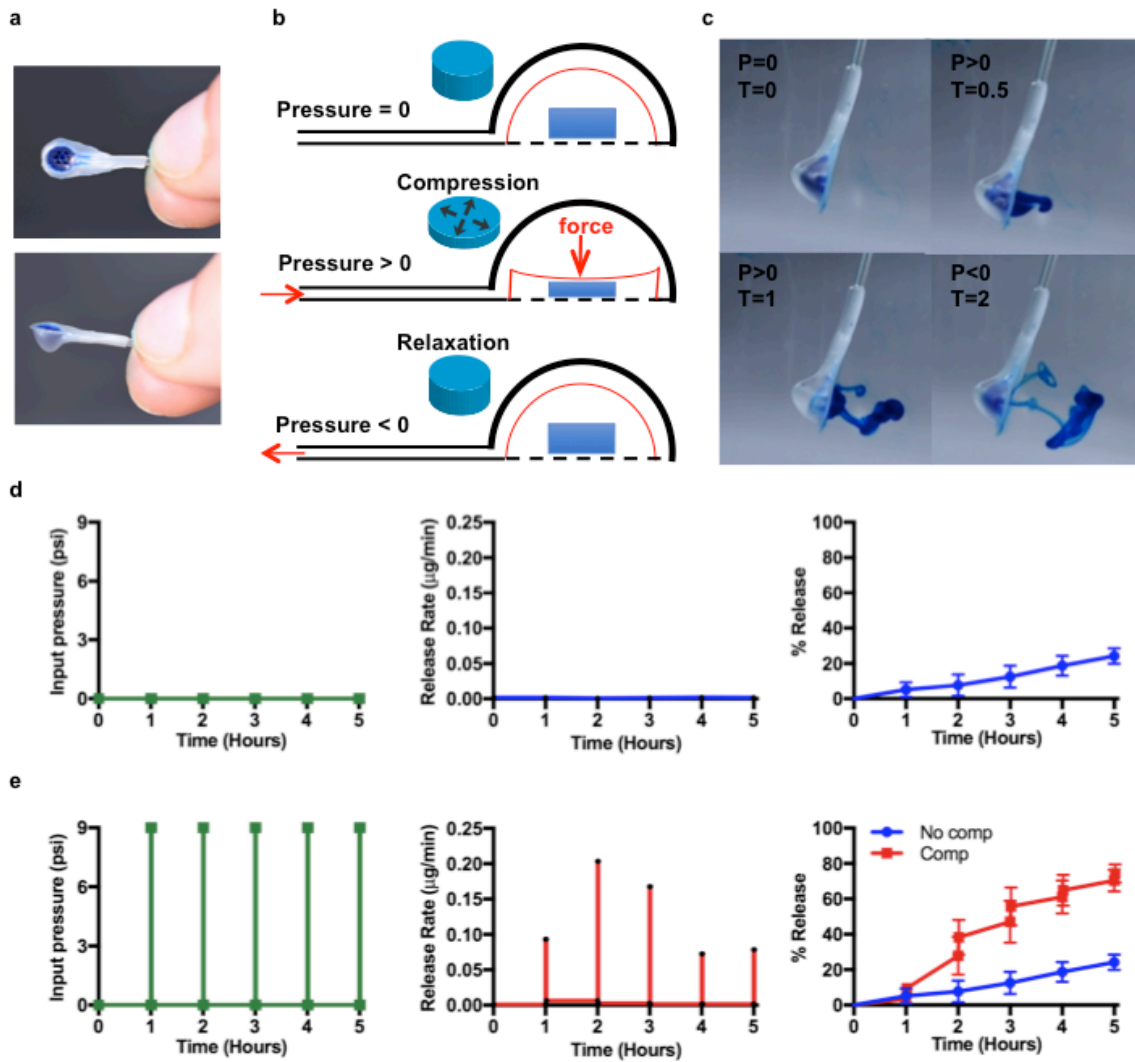 a
b
c
Pressure = 0
Compression
force
Pressure > 0
Relaxation
Pressure < 0
P=0
T=0
P>0
T=0.5
P>0
T=1
P<0
T=2
d
Input pressure (psi)
9
6
3
0
0 1 2 3 4 5
Time (Hours)
Release Rate (µg/min)
0.25
0.20
0.15
0.10
0.05
0.00
0 1 2 3 4 5
Time (Hours)
% Release
100
80
60
40
20
0
0 1 2 3 4 5
Time (Hours)
e
Input pressure (psi)
9
6
3
0
0 1 2 3 4 5
Time (Hours)
Release Rate (µg/min)
0.25
0.20
0.15
0.10
0.05
0.00
0 1 2 3 4 5
Time (Hours)
% Release
100
80
60
40
20
0
No comp
Comp
0 1 2 3 4 5
Time (Hours)